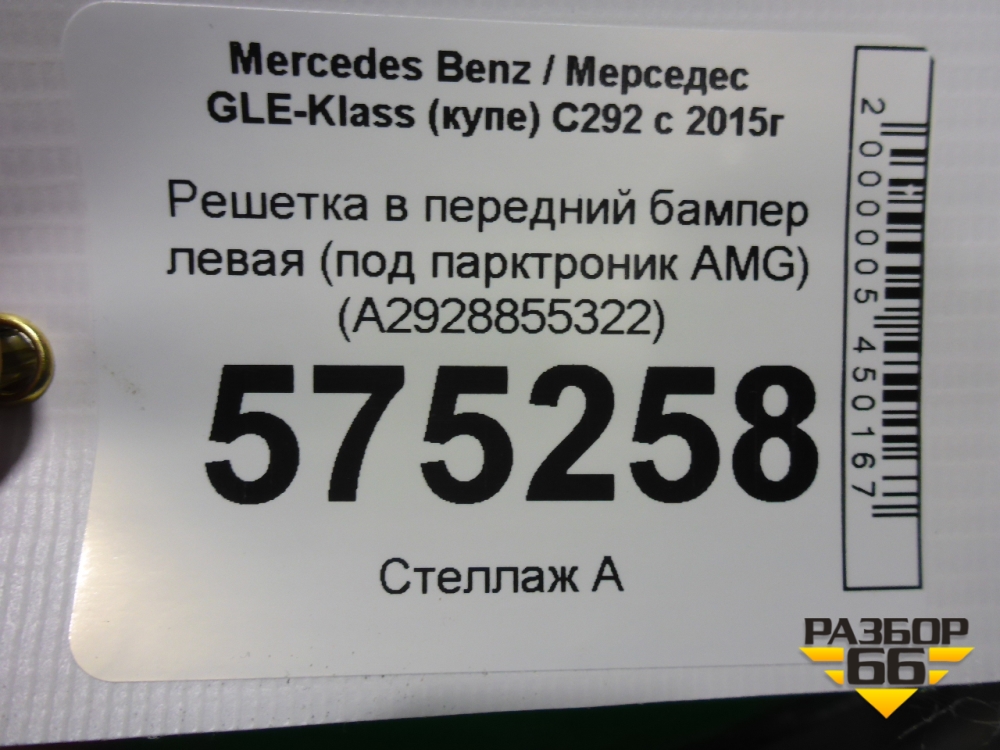 Mercedes Benz / Мерседес
GLE-Klass (купе) C292 с 2015г
Решетка в передний бампер
левая (под парктроник AMG)
(A2928855322)
575258
Стеллаж А
2000005450167
РАЗБОР
66